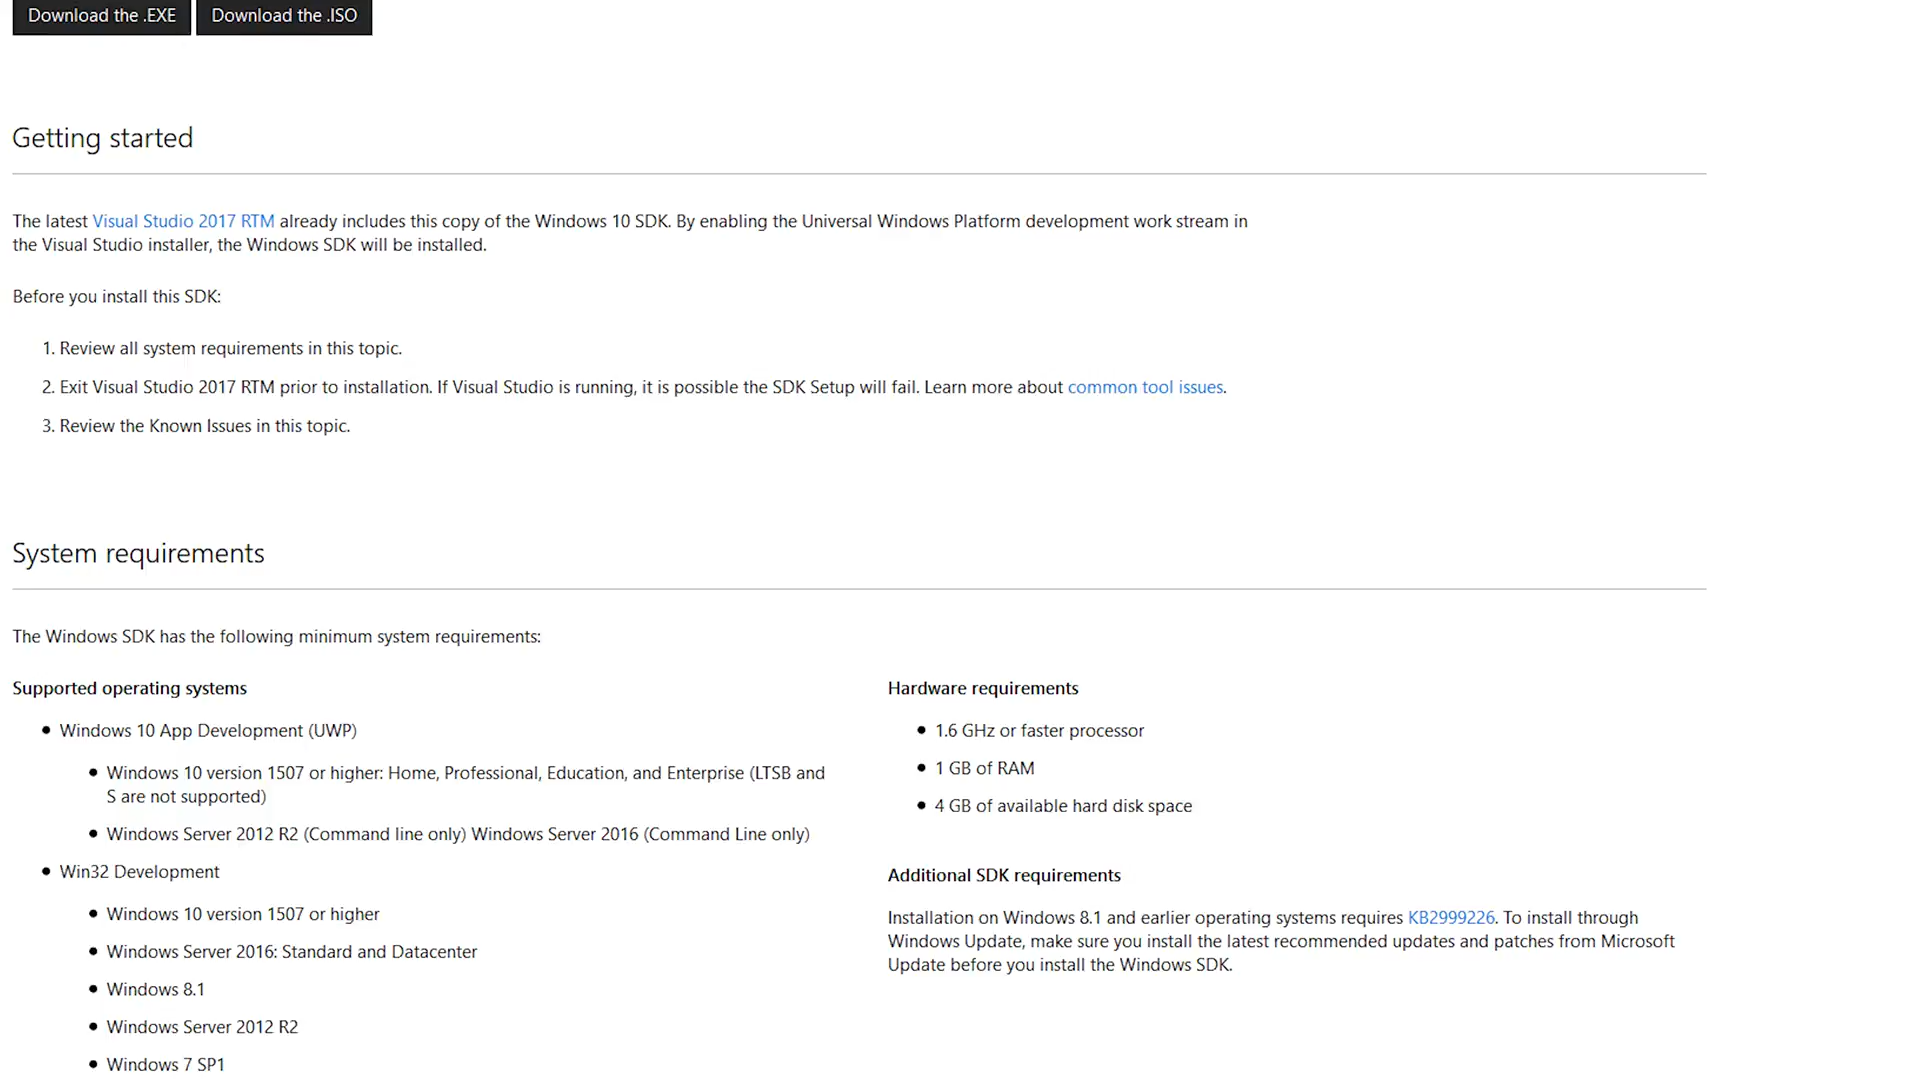 Download the .EXE
Download the .ISO
Getting started
The latest Visual Studio 2017 RTM already includes this copy of the Windows 10 SDK. By enabling the Universal Windows Platform development work stream in
the Visual Studio installer, the Windows SDK will be installed.
Before you install this SDK:
1. Review all system requirements in this topic.
2. Exit Visual Studio 2017 RTM prior to installation. If Visual Studio is running, it is possible the SDK Setup will fail. Learn more about common tool issues.
3. Review the Known Issues in this topic.
System requirements
The Windows SDK has the following minimum system requirements:
Supported operating systems
• Windows 10 App Development (UWP)
• Windows 10 version 1507 or higher: Home, Professional, Education, and Enterprise (LTSB and
S are not supported)
• Windows Server 2012 R2 (Command line only) Windows Server 2016 (Command Line only)
• Win32 Development
• Windows 10 version 1507 or higher
• Windows Server 2016: Standard and Datacenter
• Windows 8.1
• Windows Server 2012 R2
• Windows 7 SP1
Hardware requirements
• 1.6 GHz or faster processor
• 1 GB of RAM
• 4 GB of available hard disk space
Additional SDK requirements
Installation on Windows 8.1 and earlier operating systems requires KB2999226. To install through
Windows Update, make sure you install the latest recommended updates and patches from Microsoft
Update before you install the Windows SDK.